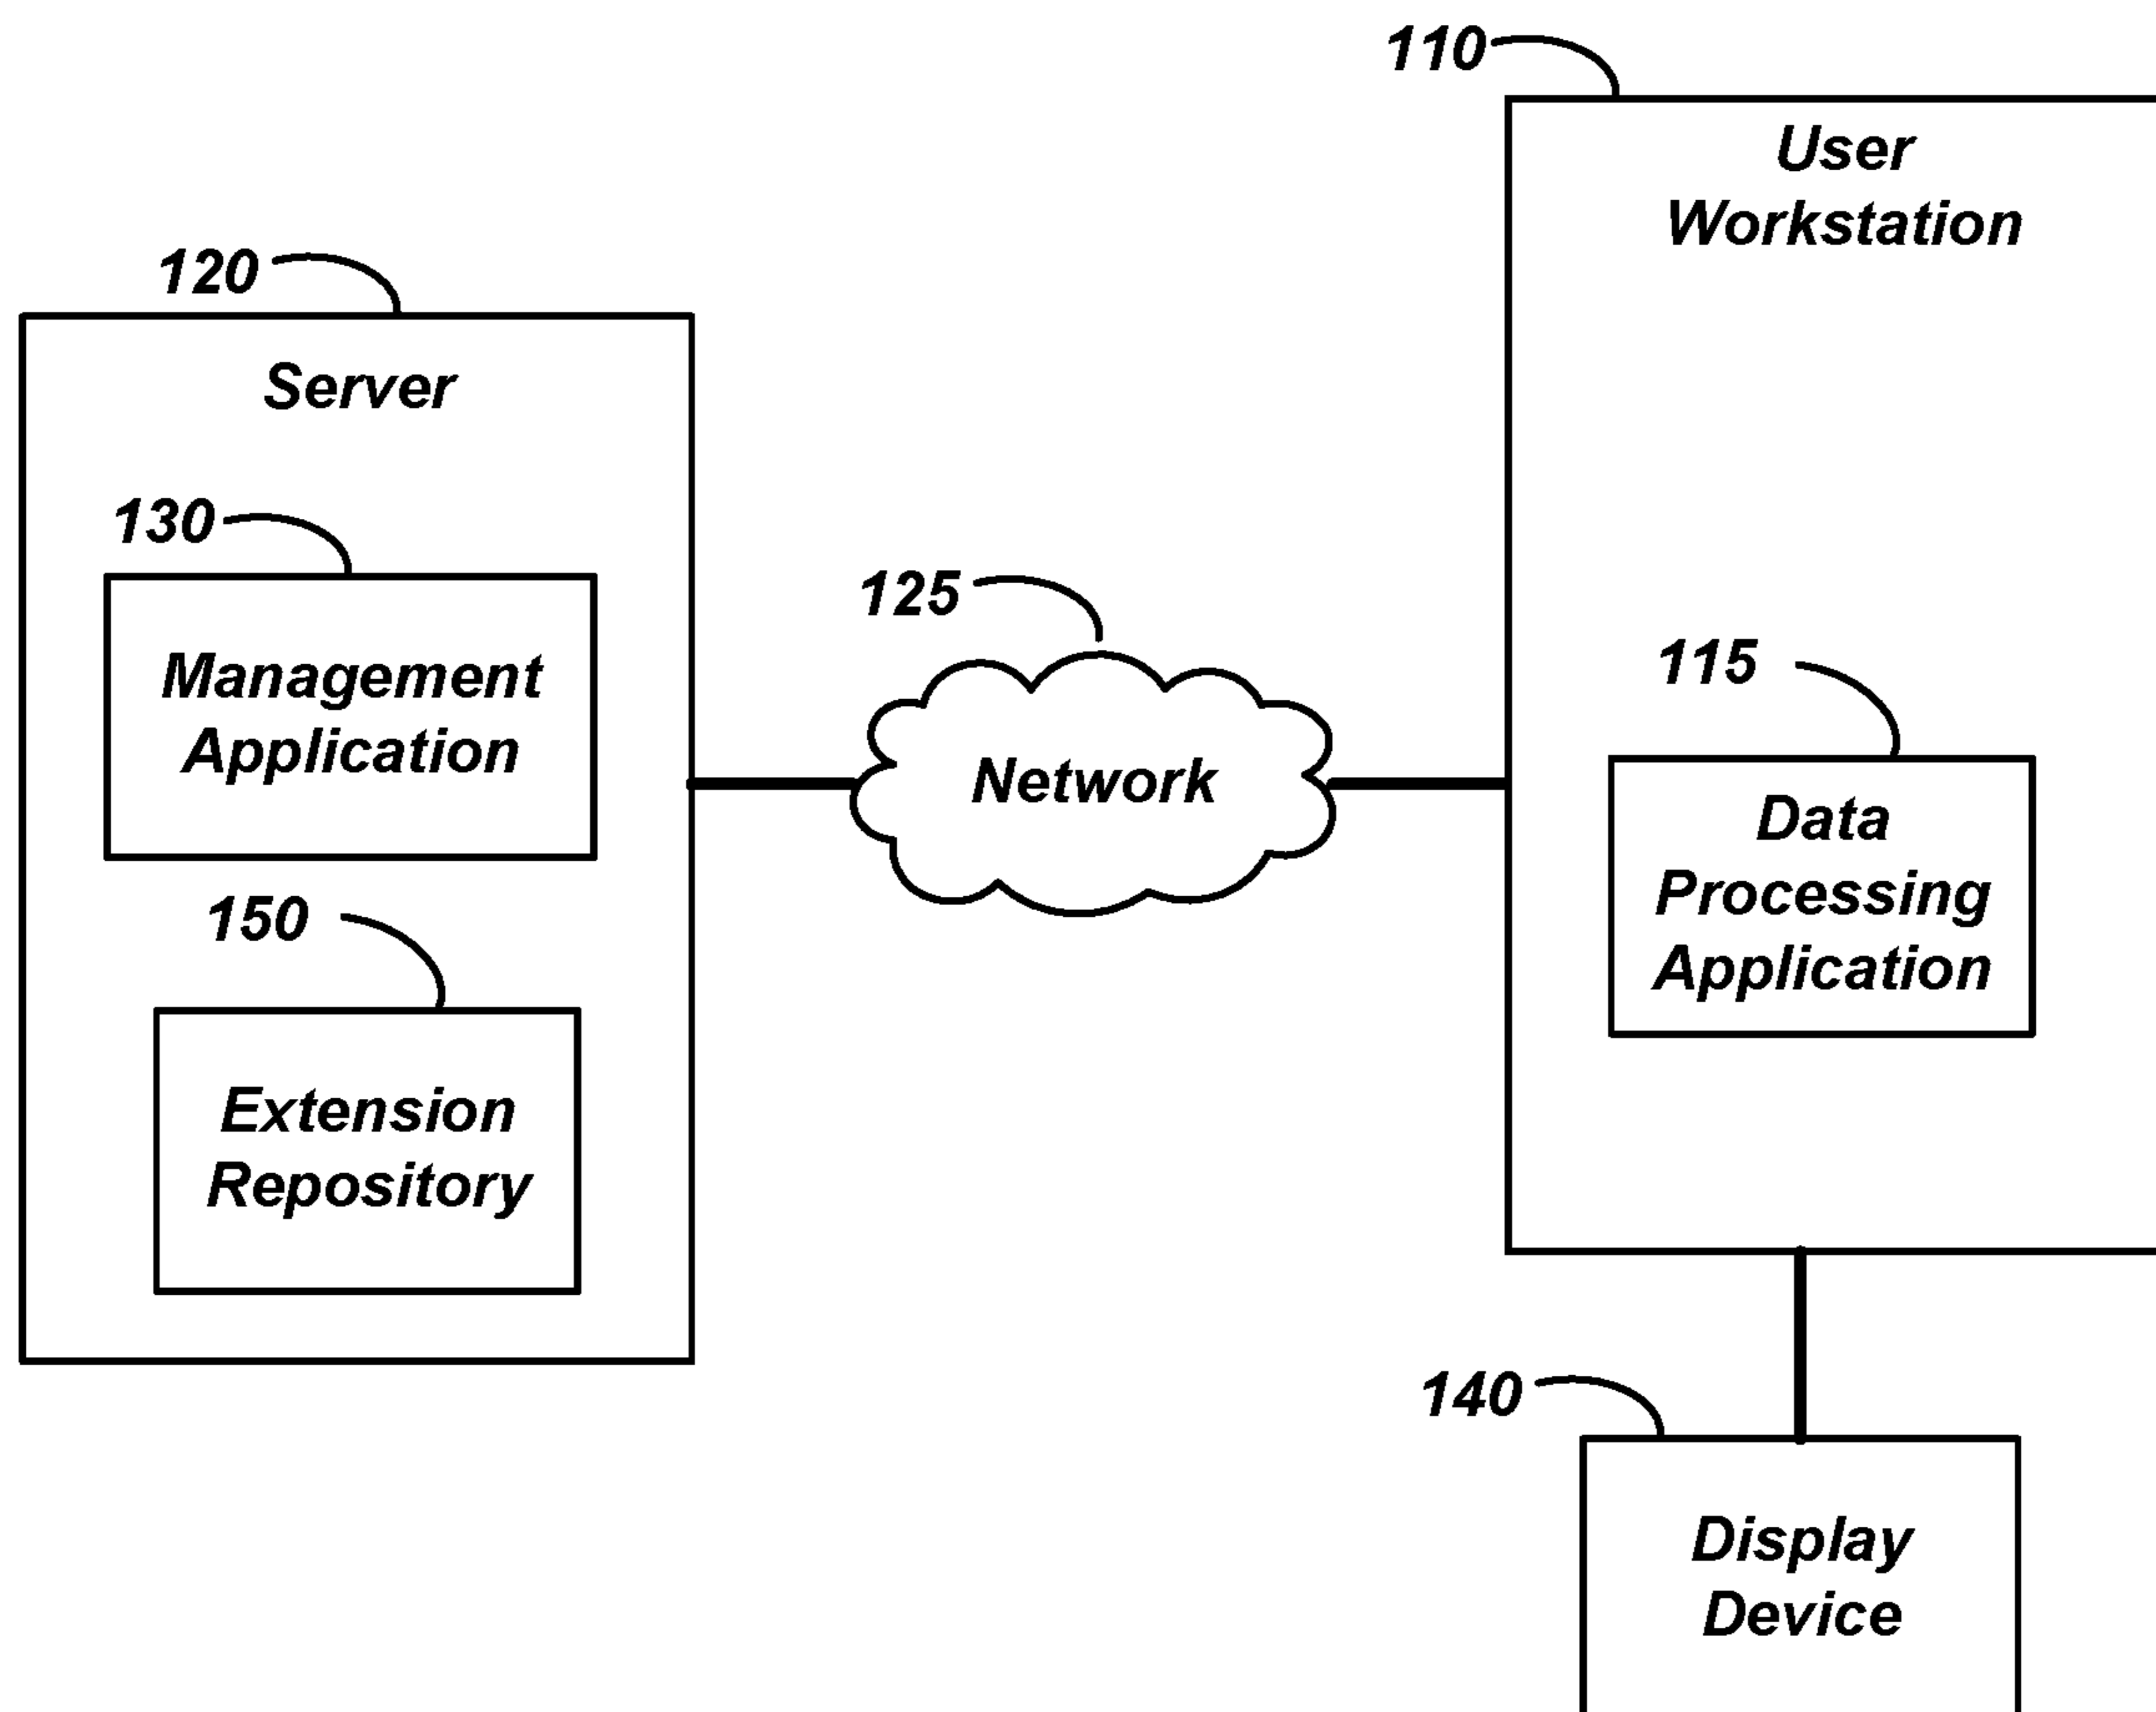 110
User
Workstation
120
Server
130
Management
Application
125
Network
115
Data
Processing
Application
150
Extension
Repository
140
Display
Device